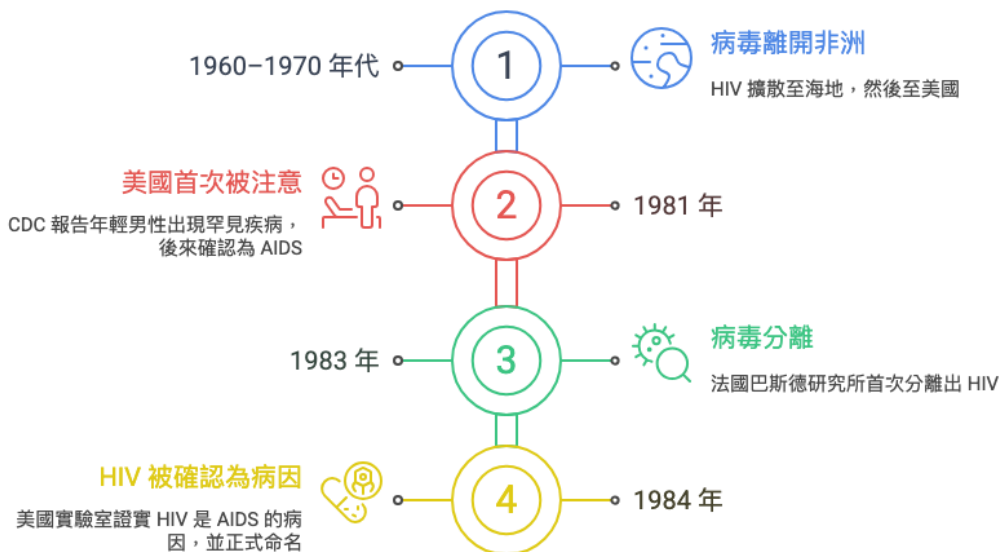 1960–1970 年代
1
病毒離開非洲
HIV 擴散至海地，然後至美國
美國首次被注意
CDC 報告年輕男性出現罕見疾病，
後來確認為 AIDS
2
1981 年
1983 年
3
病毒分離
法國巴斯德研究所首次分離出 HIV
HIV 被確認為病因
美國實驗室證實 HIV 是 AIDS 的病
因，並正式命名
4
1984 年